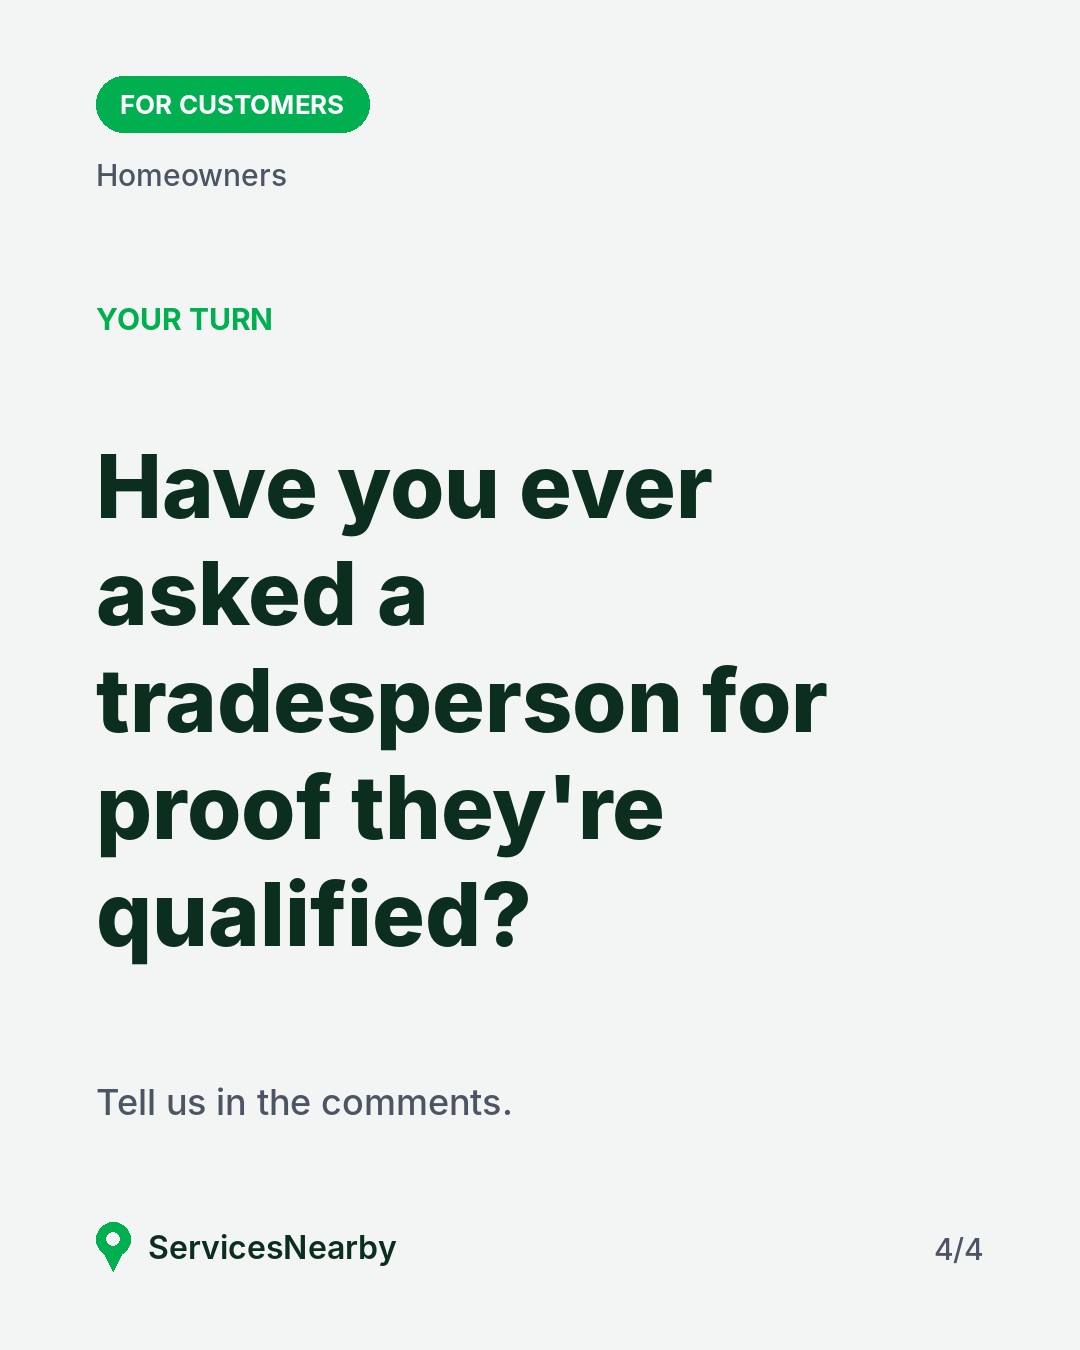 FOR CUSTOMERS
Homeowners
YOUR TURN
Have you ever
asked a
tradesperson for
proof they're
qualified?
Tell us in the comments.
ServicesNearby
4/4